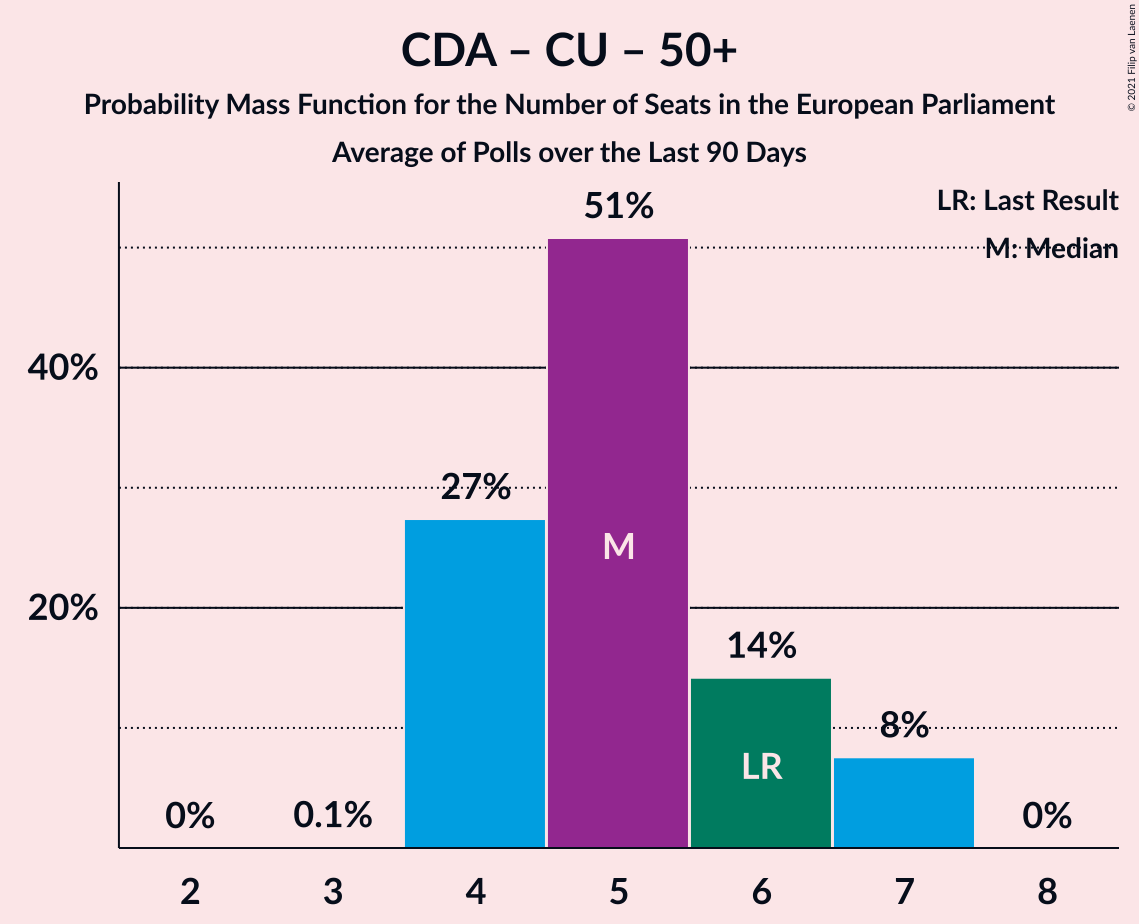 CDA – CU – 50+
Probability Mass Function for the Number of Seats in the European Parliament
Average of Polls over the Last 90 Days
© 2021 Filip van Laenen
LR: Last Result
M: Median
51%
40%
27%
M
20%
14%
8%
LR
0%
0.1%
0%
2
3
4
5
6
7
8